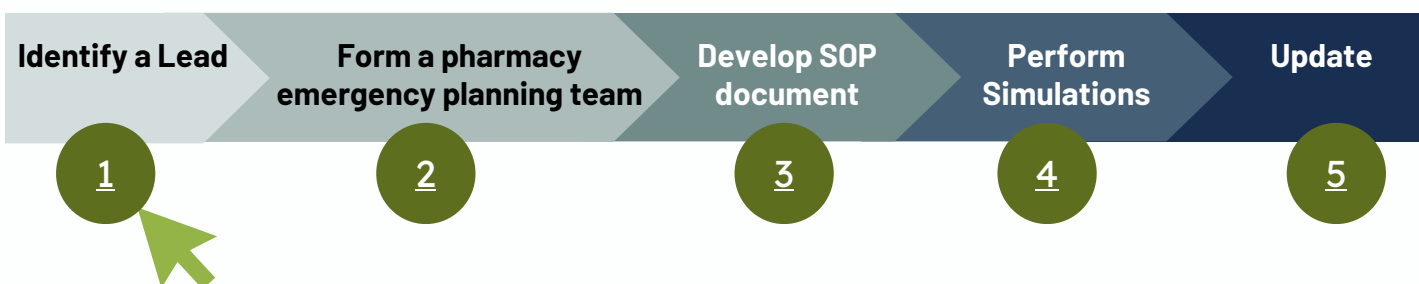 Identify a Lead
Form a pharmacy
emergency planning team
Develop SOP
document
Perform
Simulations
Update
1
2
3
4
5